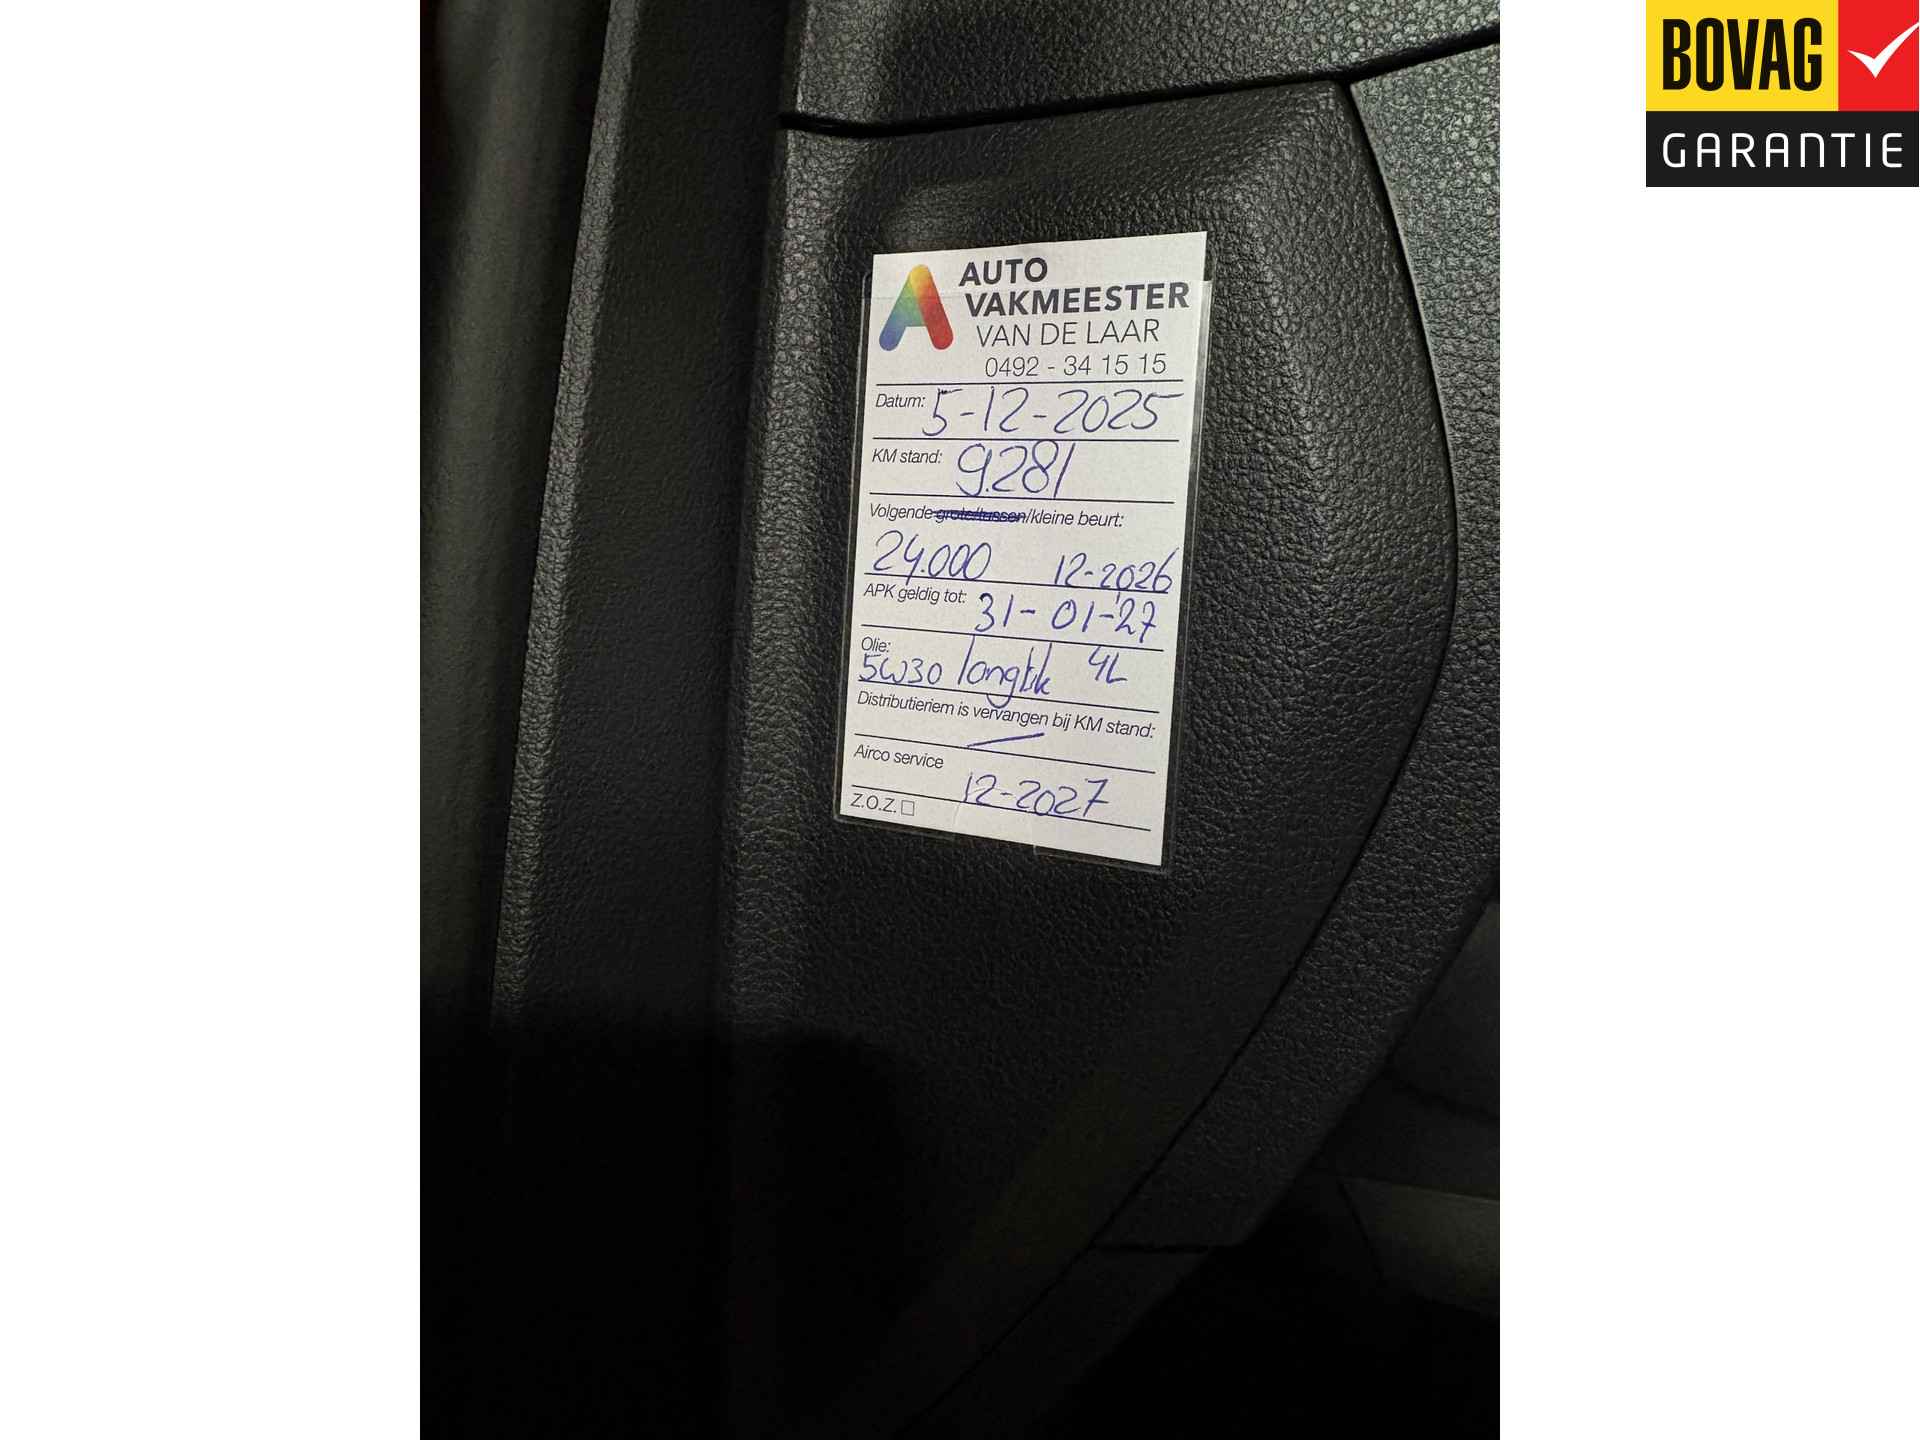 BOVAG
GARANTIE
AUTO
VAKMEESTER
VAN DE LAAR
0492 - 34 15 15
Datum: 5-12-2025
KM stand: 9.281
Volgende grote/tussen/kleine beurt:
24.000 12-2026
APK geldig tot: 31-01-'27
Olie:
5W30 4L
Distributieriem is vervangen bij KM stand:
Airco service
12-2027
Z.O.Z.